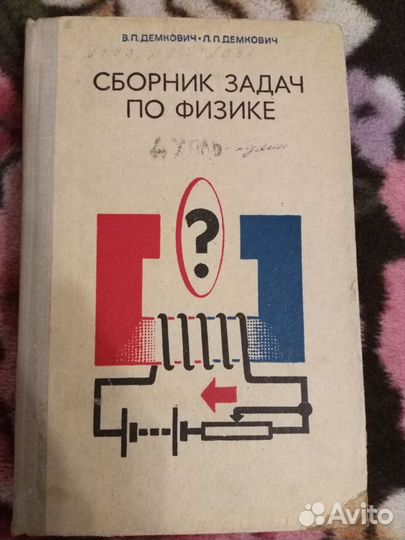 В.П.ДЕМКОВИЧ·Л.П.ДЕМКОВИЧ
СБОРНИК ЗАДАЧ
ПО ФИЗИКЕ
?
Avito